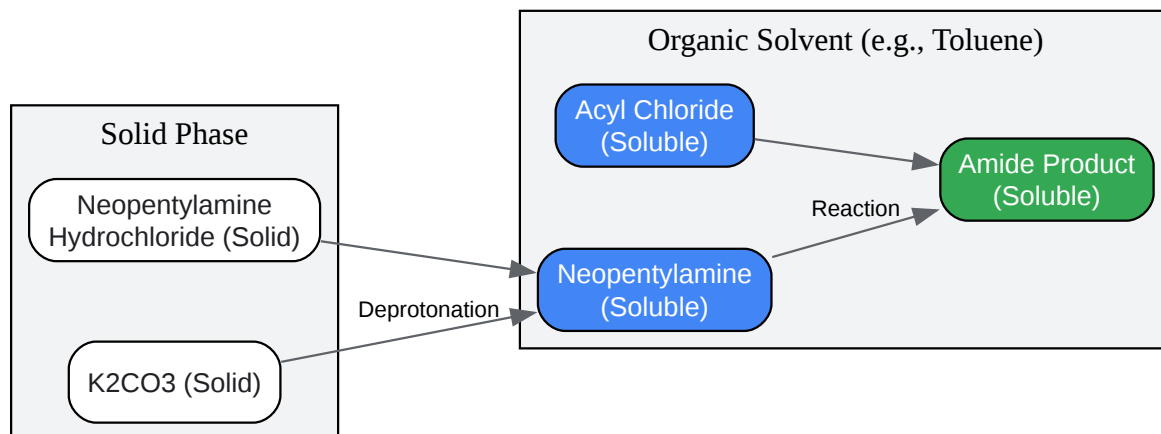 Organic Solvent (e.g., Toluene)
Acyl Chloride
(Soluble)
Solid Phase
Amide Product
(Soluble)
Neopentylamine
Hydrochloride (Solid)
Reaction
Neopentylamine
(Soluble)
Deprotonation
K2CO3 (Solid)